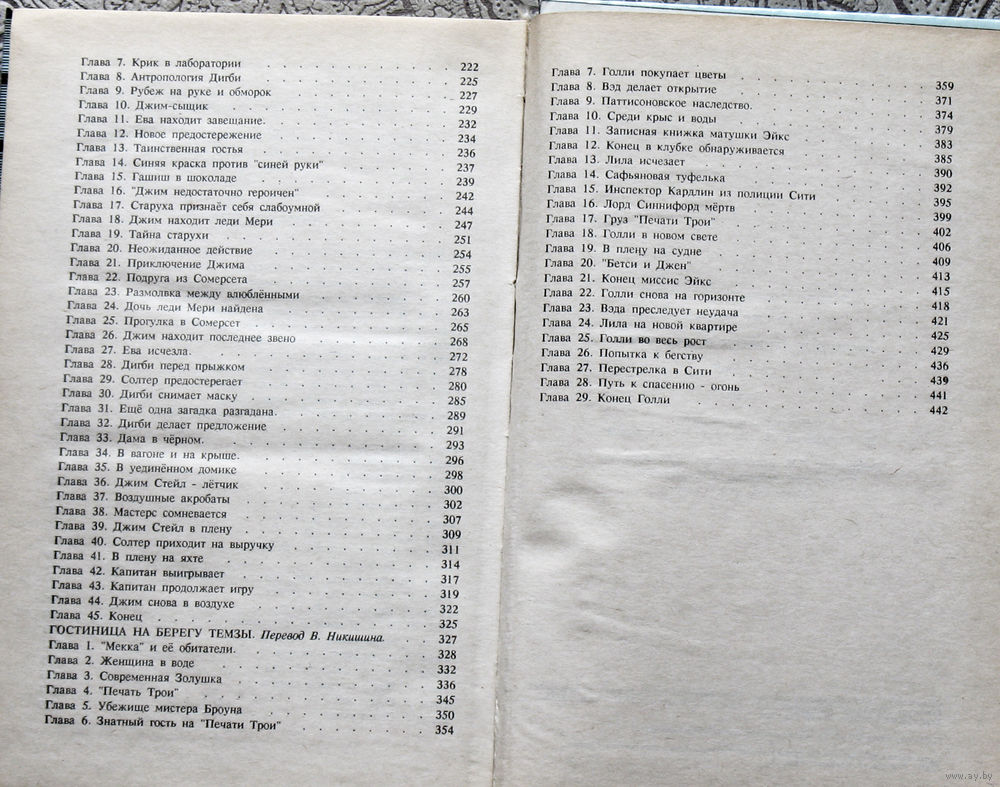 Глава 7. Крик в лаборатории . . . 222
Глава 8. Антропология Дигби . . . 225
Глава 9. Рубеж на руке и обморок . . . 227
Глава 10. Джим-сыщик . . . 229
Глава 11. Ева находит завещание. . . . 232
Глава 12. Новое предостережение . . . 234
Глава 13. Таинственная гостья . . . 236
Глава 14. Синяя краска против "синей руки" . . . 237
Глава 15. Гашиш в шоколаде . . . 239
Глава 16. "Джим недостаточно героичен" . . . 242
Глава 17. Старуха признаёт себя слабоумной . . . 244
Глава 18. Джим находит леди Мери . . . 247
Глава 19. Тайна старухи . . . 251
Глава 20. Неожиданное действие . . . 254
Глава 21. Приключение Джима . . . 255
Глава 22. Подруга из Сомерсета . . . 257
Глава 23. Размолвка между влюблёнными . . . 260
Глава 24. Дочь леди Мери найдена . . . 263
Глава 25. Прогулка в Сомерсет . . . 265
Глава 26. Джим находит последнее звено . . . 268
Глава 27. Ева исчезла. . . . 272
Глава 28. Дигби перед прыжком . . . 278
Глава 29. Солтер предостерегает . . . 280
Глава 30. Дигби снимает маску . . . 285
Глава 31. Ещё одна загадка разгадана. . . . 289
Глава 32. Дигби делает предложение . . . 291
Глава 33. Дама в чёрном. . . . 293
Глава 34. В вагоне и на крыше. . . . 296
Глава 35. В уединённом домике . . . 298
Глава 36. Джим Стейл - лётчик . . . 300
Глава 37. Воздушные акробаты . . . 302
Глава 38. Мастерс сомневается . . . 307
Глава 39. Джим Стейл в плену . . . 309
Глава 40. Солтер приходит на выручку . . . 311
Глава 41. В плену на яхте . . . 314
Глава 42. Капитан выигрывает . . . 317
Глава 43. Капитан продолжает игру . . . 319
Глава 44. Джим снова в воздухе . . . 322
Глава 45. Конец . . . 325
ГОСТИНИЦА НА БЕРЕГУ ТЕМЗЫ. Перевод В. Никишина. . . . 327
Глава 1. "Мекка" и её обитатели. . . . 328
Глава 2. Женщина в воде . . . 332
Глава 3. Современная Золушка . . . 336
Глава 4. "Печать Трои" . . . 345
Глава 5. Убежище мистера Броуна . . . 350
Глава 6. Знатный гость на "Печати Трои" . . . 354
Глава 7. Голли покупает цветы . . . 359
Глава 8. Вэд делает открытие . . . 371
Глава 9. Паттисоновское наследство. . . . 374
Глава 10. Среди крыс и воды . . . 379
Глава 11. Записная книжка матушки Эйкс . . . 383
Глава 12. Конец в клубке обнаруживается . . . 385
Глава 13. Лила исчезает . . . 390
Глава 14. Сафьяновая туфелька . . . 392
Глава 15. Инспектор Кардлин из полиции Сити . . . 395
Глава 16. Лорд Синнифорд мёртв . . . 399
Глава 17. Груз "Печати Трои" . . . 402
Глава 18. Голли в новом свете . . . 406
Глава 19. В плену на судне . . . 409
Глава 20. "Бетси и Джен" . . . 413
Глава 21. Конец миссис Эйкс . . . 415
Глава 22. Голли снова на горизонте . . . 418
Глава 23. Вэда преследует неудача . . . 421
Глава 24. Лила на новой квартире . . . 425
Глава 25. Голли во весь рост . . . 429
Глава 26. Попытка к бегству . . . 436
Глава 27. Перестрелка в Сити . . . 439
Глава 28. Путь к спасению - огонь . . . 441
Глава 29. Конец Голли . . . 442
www.ay.by